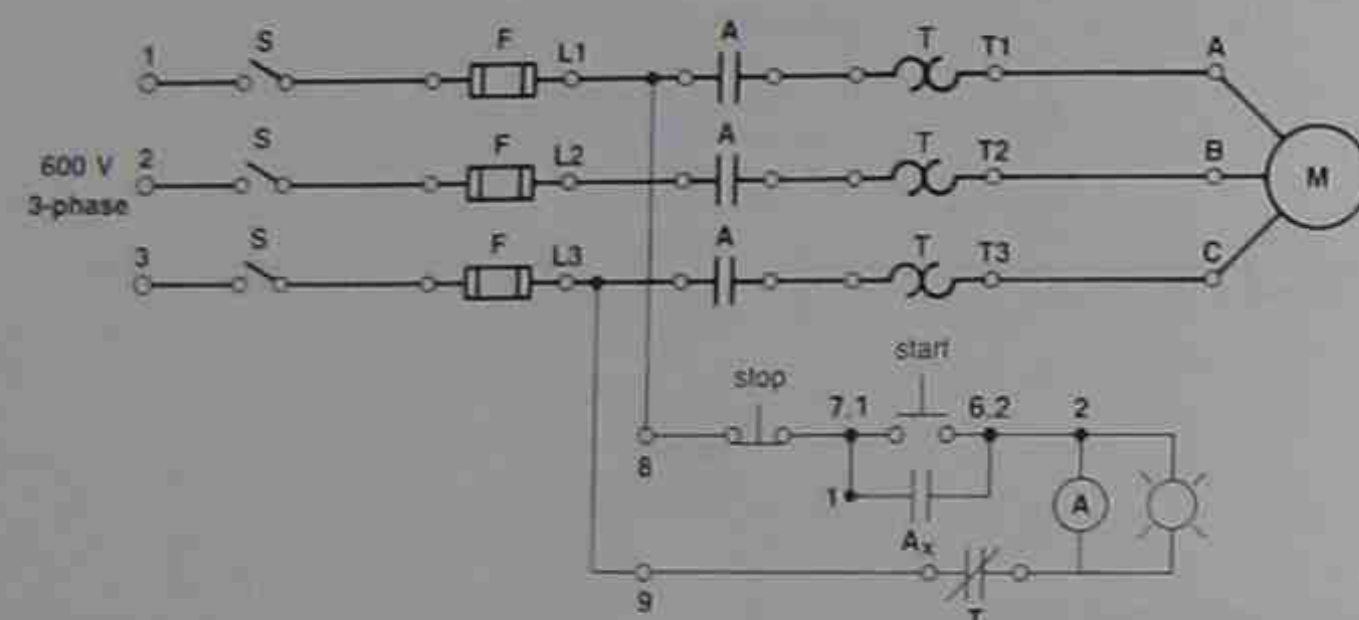 1 S F L1 A T T1 A
600 V 2 S F L2 A T T2 B M
3-phase
3 S F L3 A T T3 C
start
stop
7.1 6.2 2
8
1 A
Ax
9 T